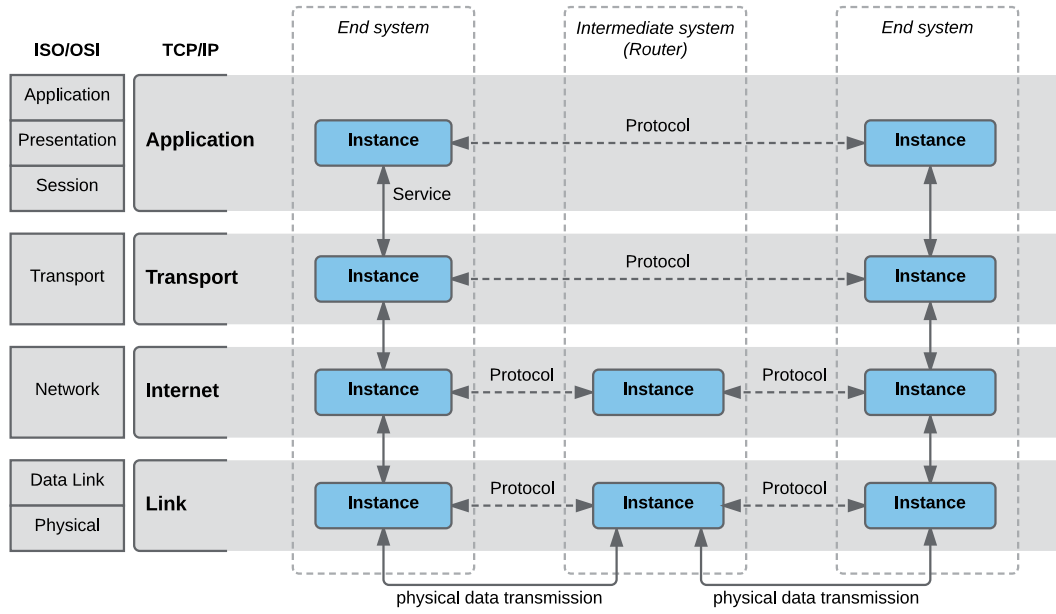 End system
Intermediate system
(Router)
End system
ISO/OSI
TCP/IP
Application
Presentation
Session
Application
Instance
Protocol
Instance
Service
Transport
Transport
Instance
Protocol
Instance
Network
Internet
Instance
Protocol
Instance
Protocol
Instance
Data Link
Physical
Link
Instance
Protocol
Instance
Protocol
Instance
physical data transmission
physical data transmission